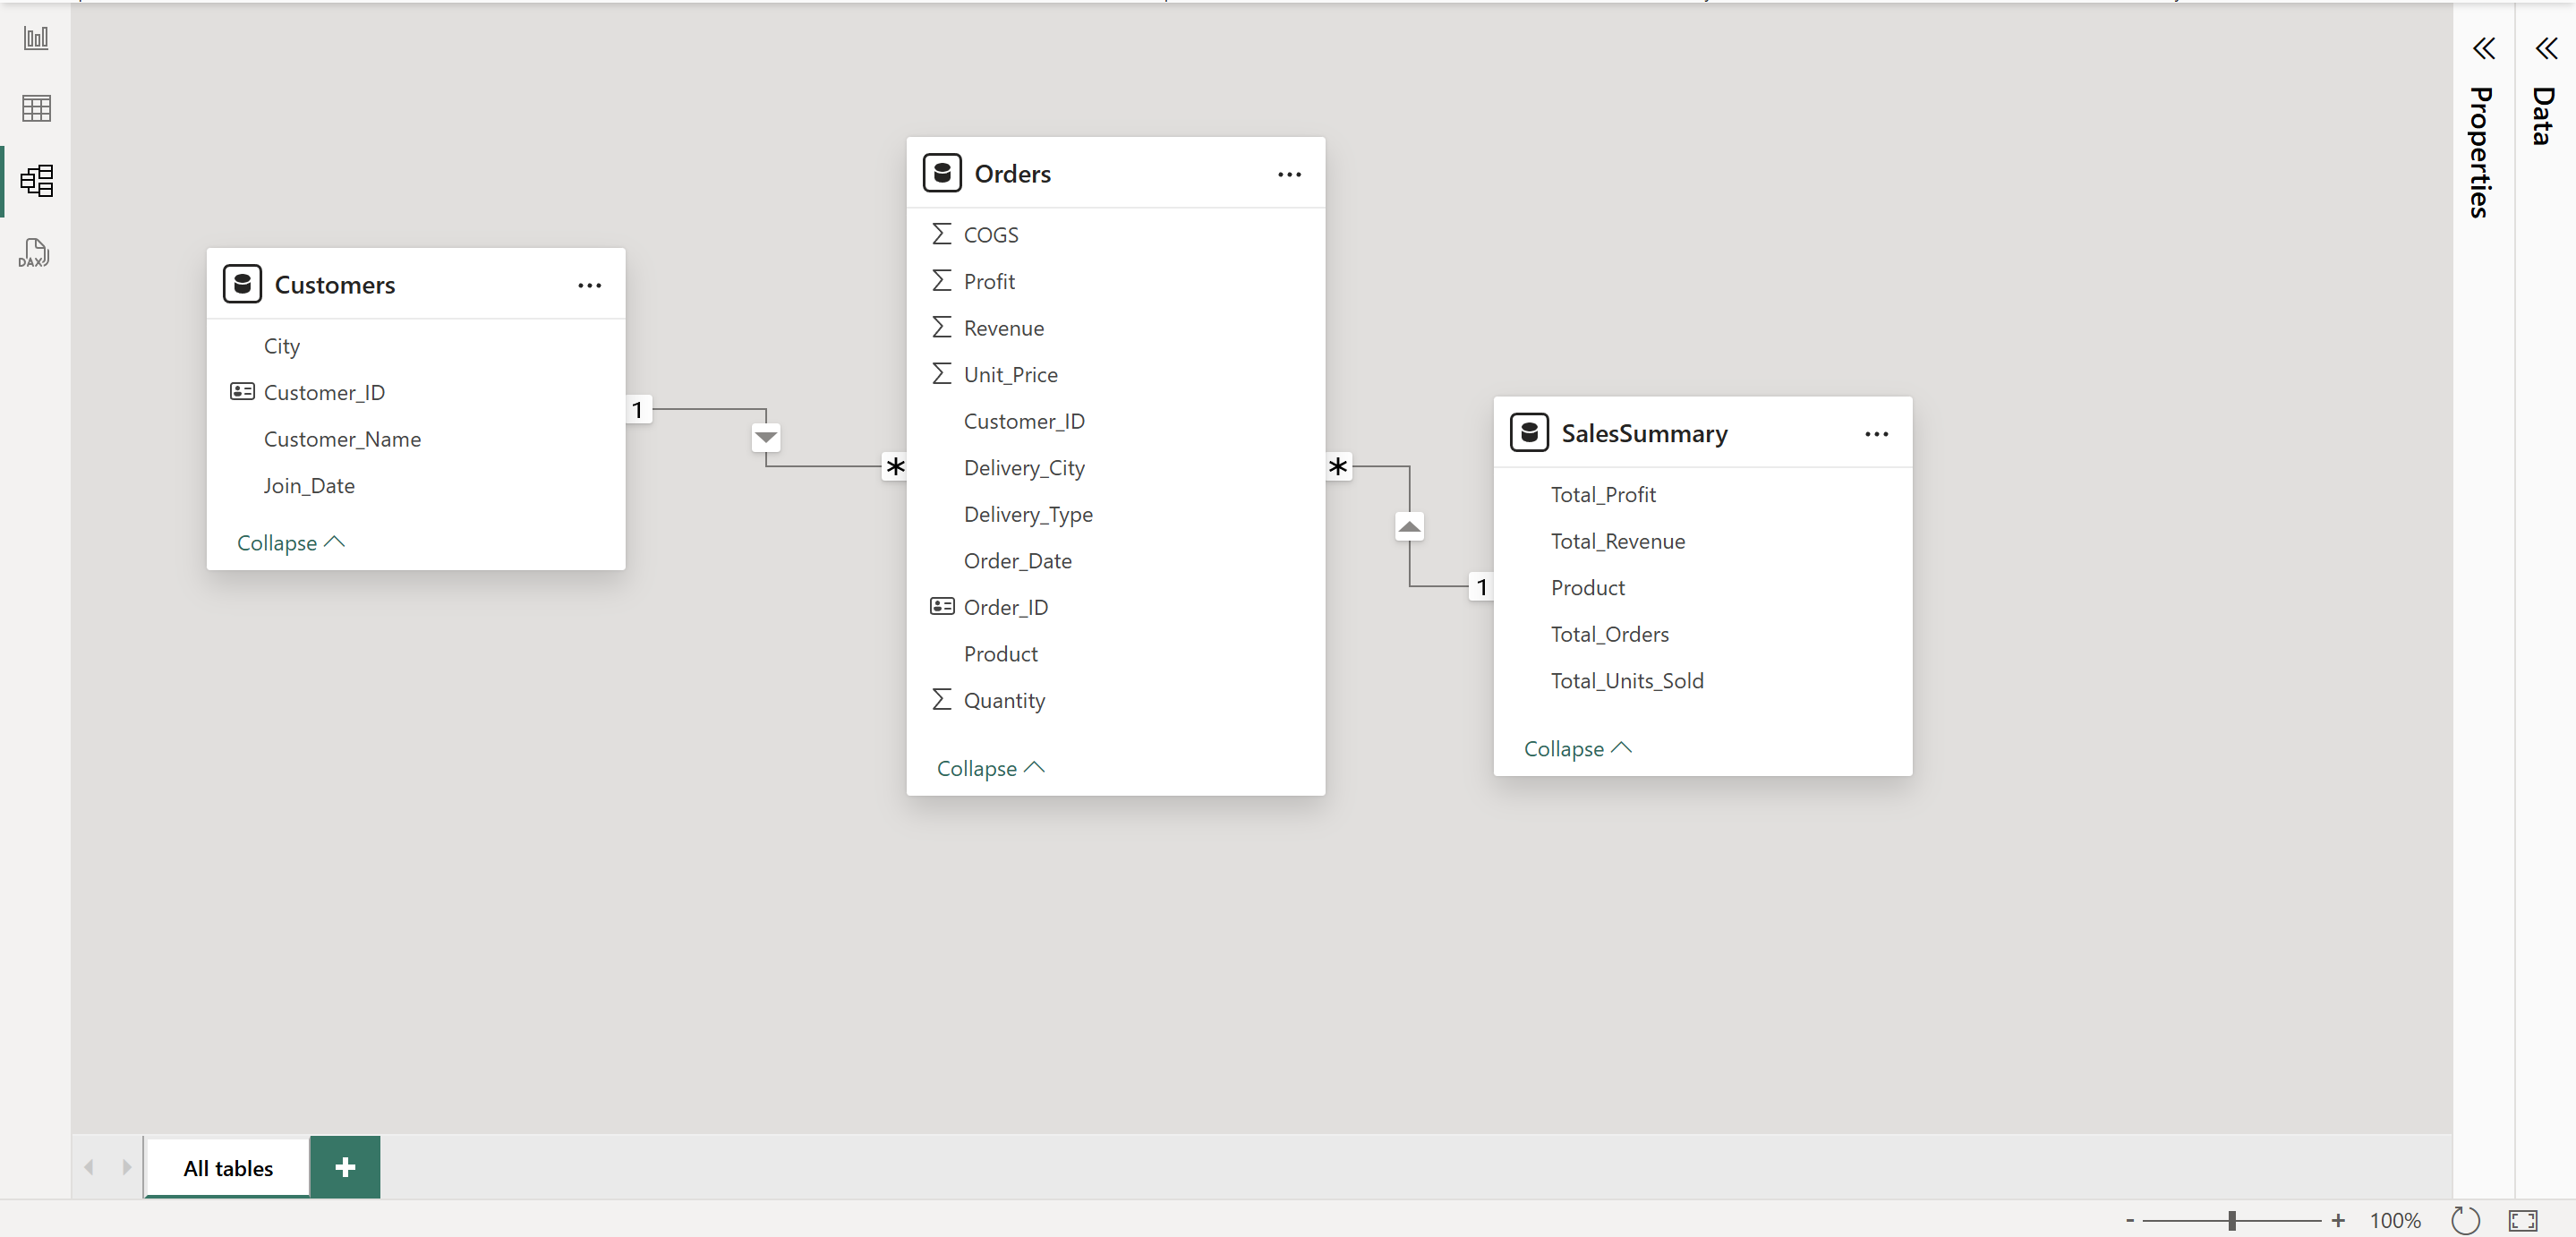 Customers
City
Customer_ID
Customer_Name
Join_Date
Collapse
1
*
Orders
COGS
Profit
Revenue
Unit_Price
Customer_ID
Delivery_City
Delivery_Type
Order_Date
Order_ID
Product
Quantity
Collapse
*
1
SalesSummary
Total_Profit
Total_Revenue
Product
Total_Orders
Total_Units_Sold
Collapse
Properties
Data
DAX
All tables
+
- + 100%